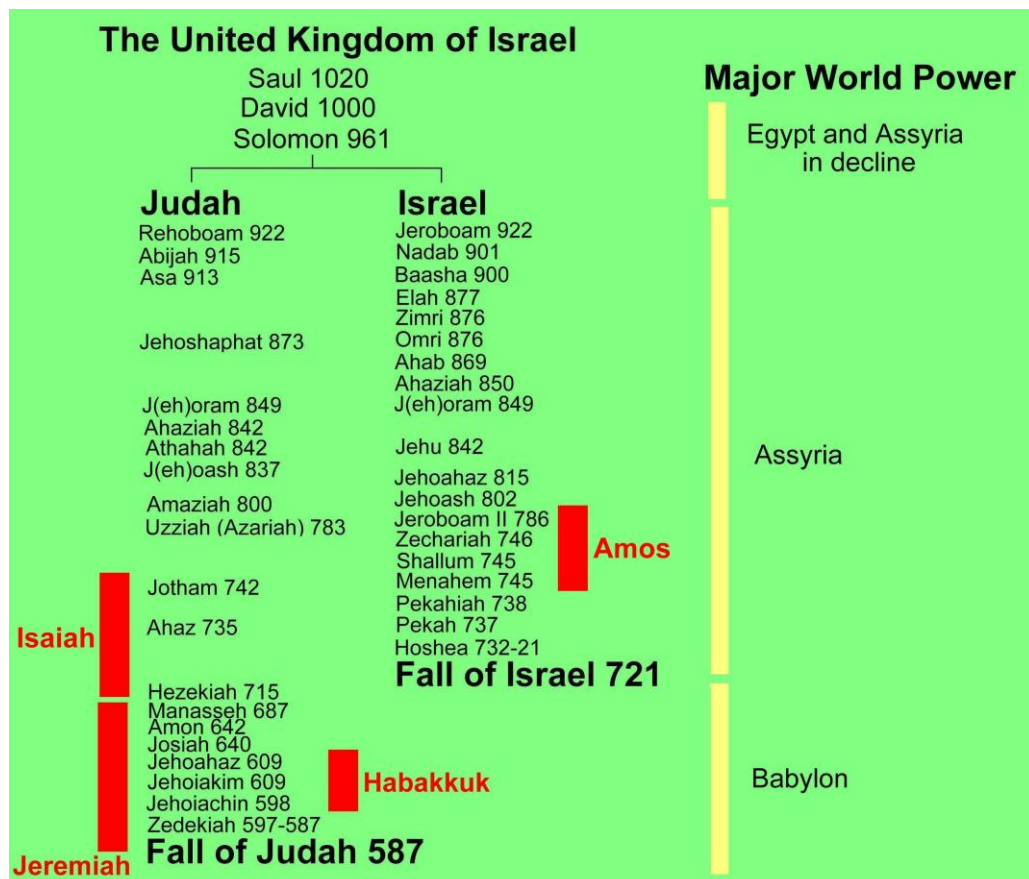 The United Kingdom of Israel
Saul 1020
David 1000
Solomon 961
Judah
Rehoboam 922
Abijah 915
Asa 913
Jehoshaphat 873
J(eh)oram 849
Ahaziah 842
Athahah 842
J(eh)oash 837
Amaziah 800
Uzziah (Azariah) 783
Jotham 742
Ahaz 735
Hezekiah 715
Manasseh 687
Amon 642
Josiah 640
Jehoahaz 609
Jehoiakim 609
Jehoiachin 598
Zedekiah 597-587
Fall of Judah 587
Isaiah
Jeremiah
Habakkuk
Israel
Jeroboam 922
Nadab 901
Baasha 900
Elah 877
Zimri 876
Omri 876
Ahab 869
Ahaziah 850
J(eh)oram 849
Jehu 842
Jehoahaz 815
Jehoash 802
Jeroboam II 786
Zechariah 746
Shallum 745
Menahem 745
Pekahiah 738
Pekah 737
Hoshea 732-21
Fall of Israel 721
Amos
Major World Power
Egypt and Assyria
in decline
Assyria
Babylon